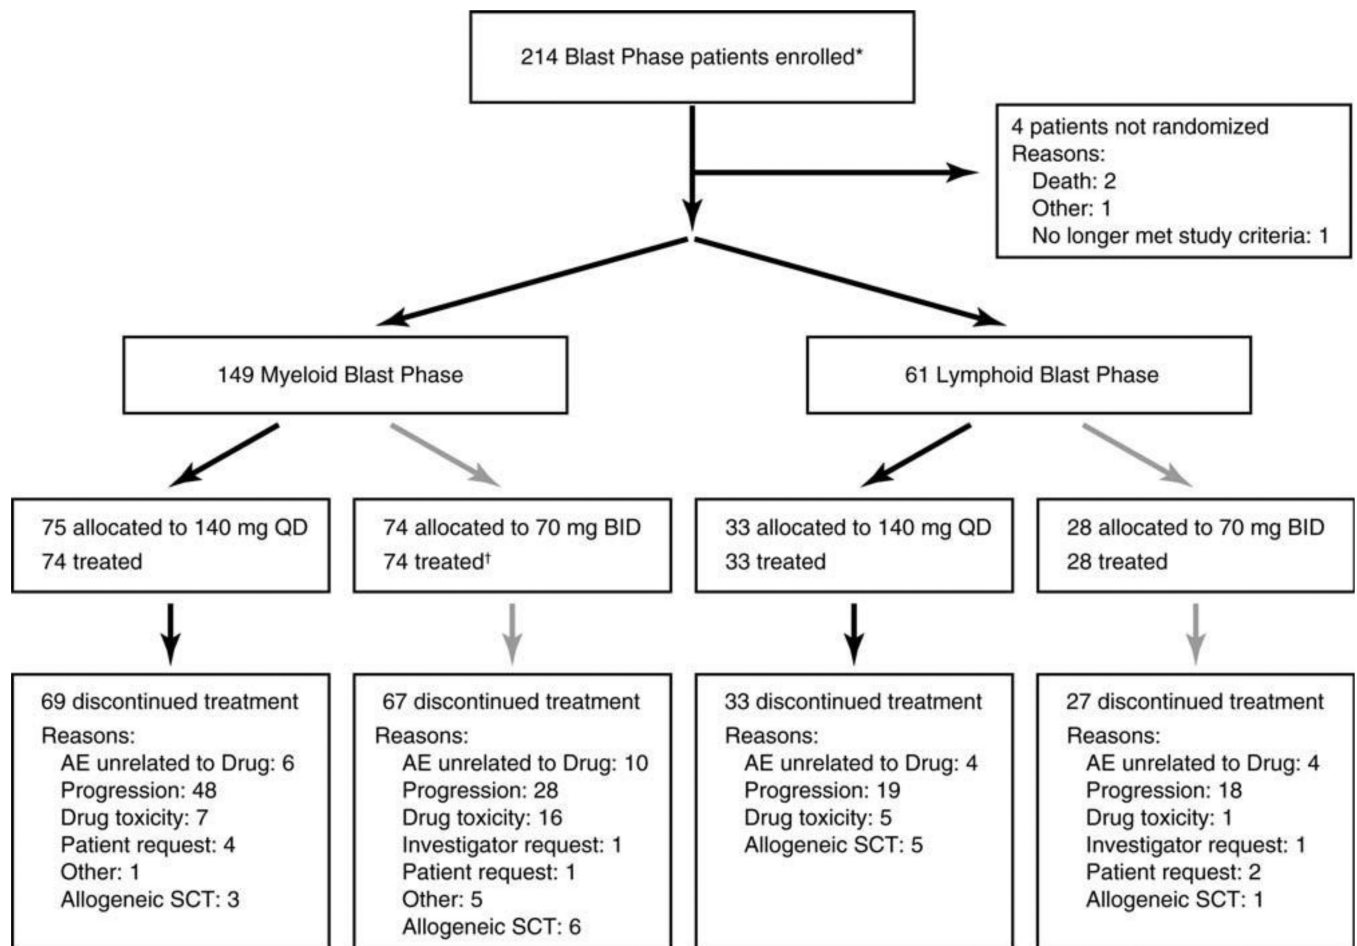 214 Blast Phase patients enrolled*
4 patients not randomized
Reasons:
Death: 2
Other: 1
No longer met study criteria: 1
149 Myeloid Blast Phase
61 Lymphoid Blast Phase
75 allocated to 140 mg QD
74 treated
74 allocated to 70 mg BID
74 treated†
33 allocated to 140 mg QD
33 treated
28 allocated to 70 mg BID
28 treated
69 discontinued treatment
Reasons:
AE unrelated to Drug: 6
Progression: 48
Drug toxicity: 7
Patient request: 4
Other: 1
Allogeneic SCT: 3
67 discontinued treatment
Reasons:
AE unrelated to Drug: 10
Progression: 28
Drug toxicity: 16
Investigator request: 1
Patient request: 1
Other: 5
Allogeneic SCT: 6
33 discontinued treatment
Reasons:
AE unrelated to Drug: 4
Progression: 19
Drug toxicity: 5
Allogeneic SCT: 5
27 discontinued treatment
Reasons:
AE unrelated to Drug: 4
Progression: 18
Drug toxicity: 1
Investigator request: 1
Patient request: 2
Allogeneic SCT: 1